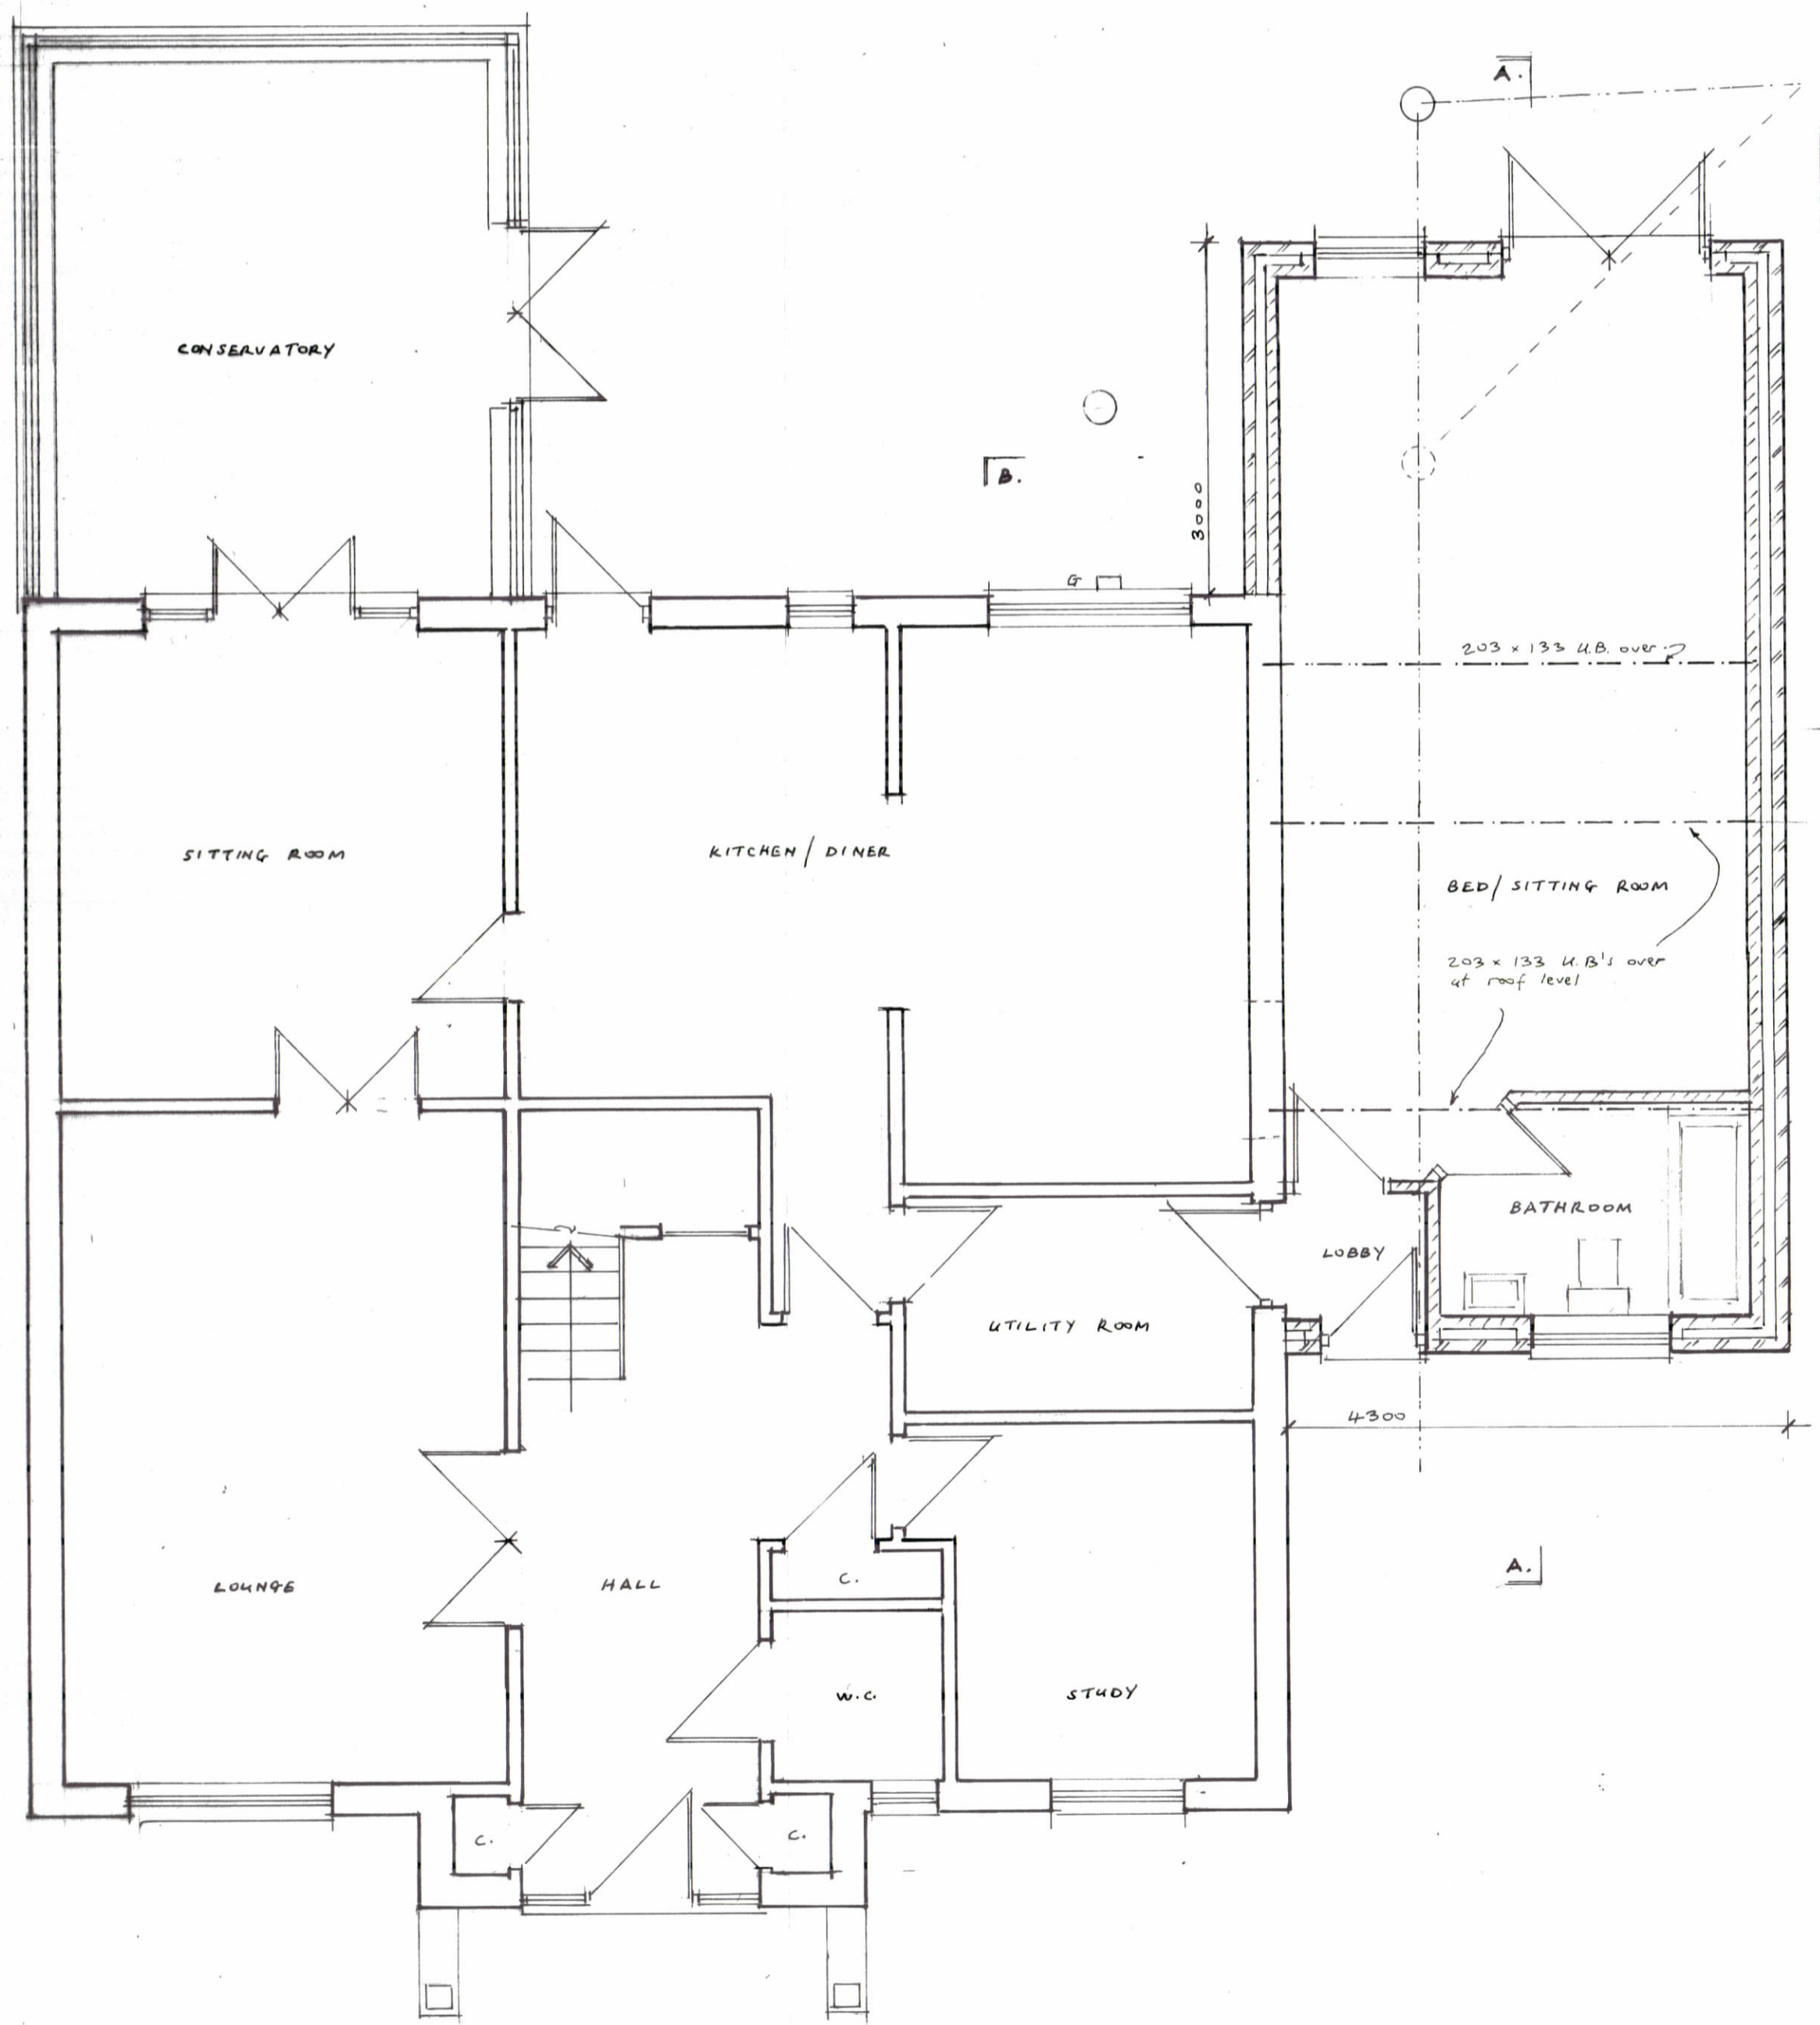 A.
CONSERVATORY
B.
3000
G
203 x 133 U.B. over
SITTING ROOM
KITCHEN / DINER
BED / SITTING ROOM
203 x 133 U.B's over
at roof level
BATHROOM
LOBBY
UTILITY ROOM
4300
LOUNGE
HALL
C.
A.
W.C.
STUDY
C.
C.